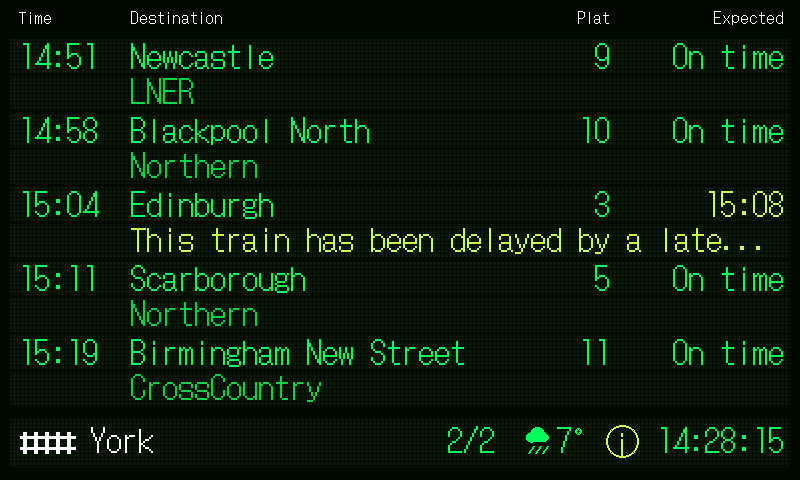 Time Destination Plat Expected
14:51 Newcastle 9 On time
LNER
14:58 Blackpool North 10 On time
Northern
15:04 Edinburgh 3 15:08
This train has been delayed by a late...
15:11 Scarborough 5 On time
Northern
15:19 Birmingham New Street 11 On time
CrossCountry
York 2/2 7° i 14:28:15